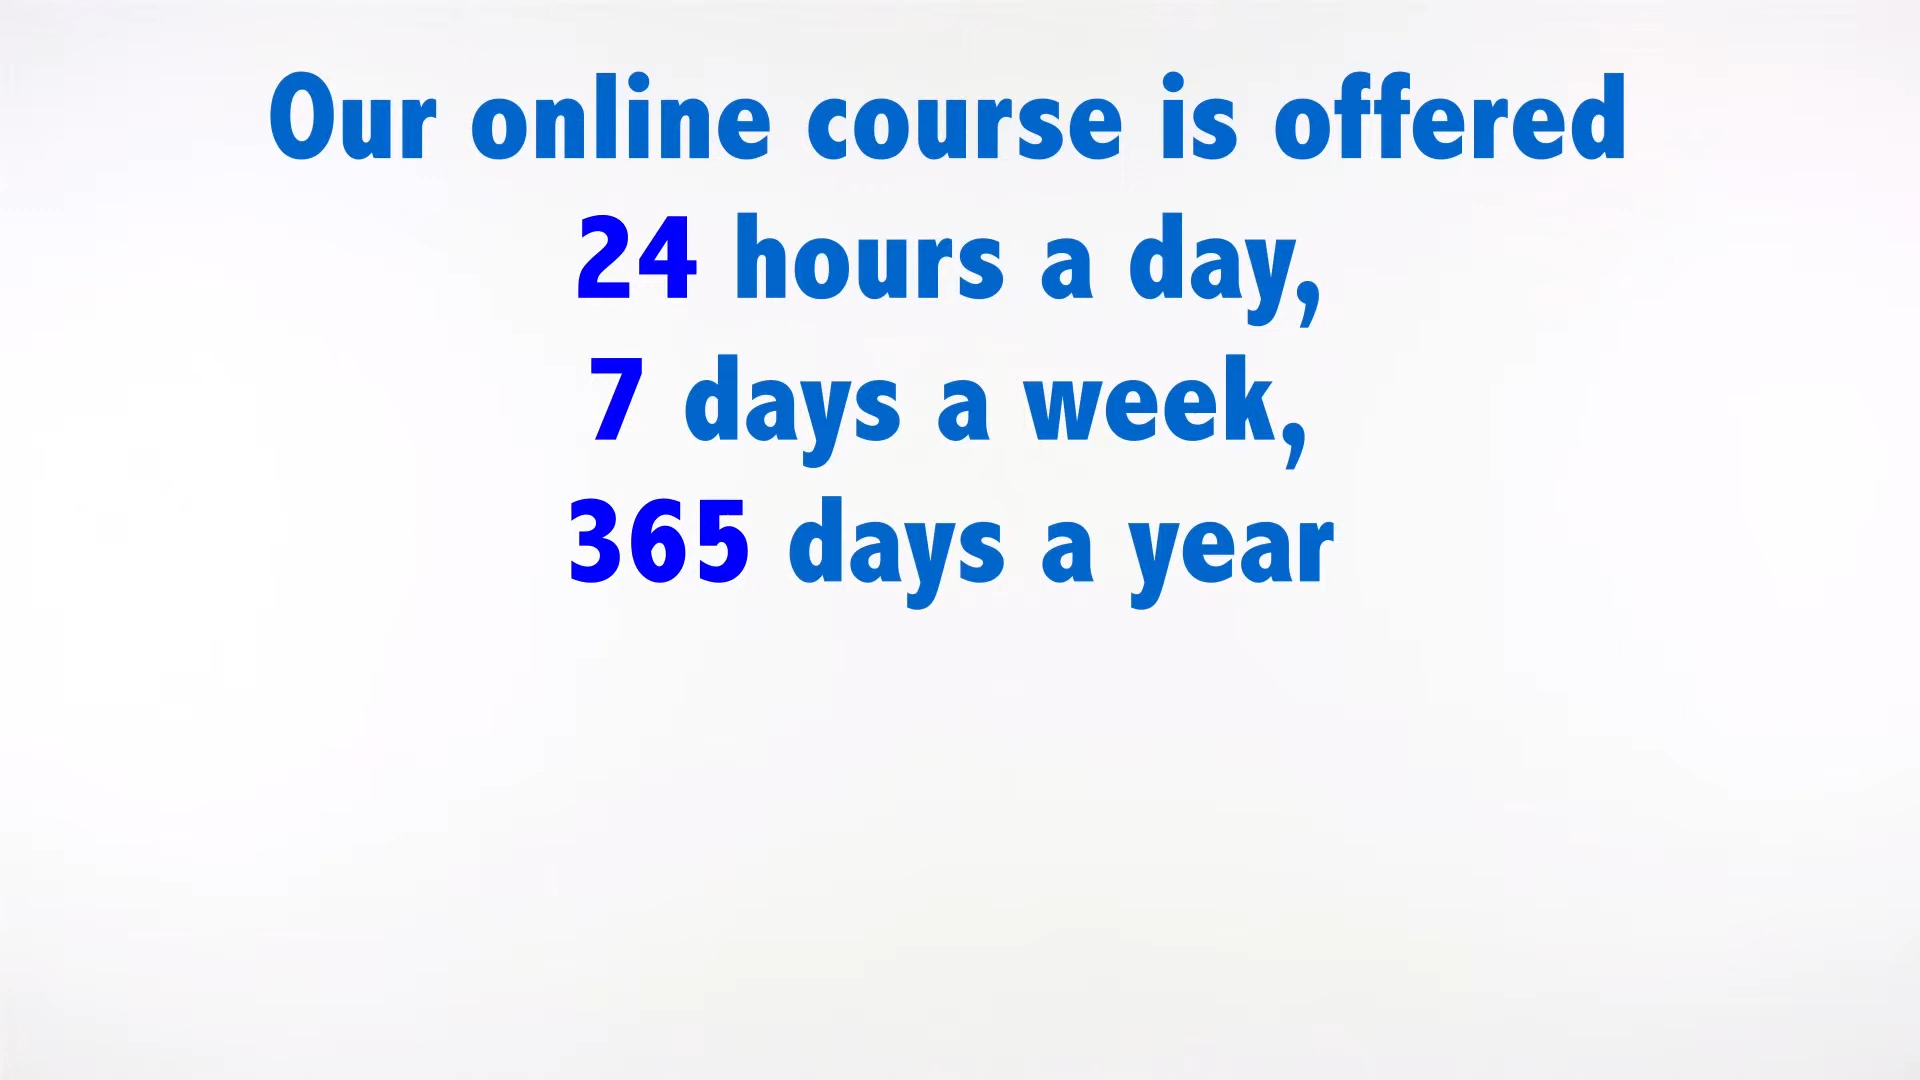 Our online course is offered
24 hours a day,
7 days a week,
365 days a year